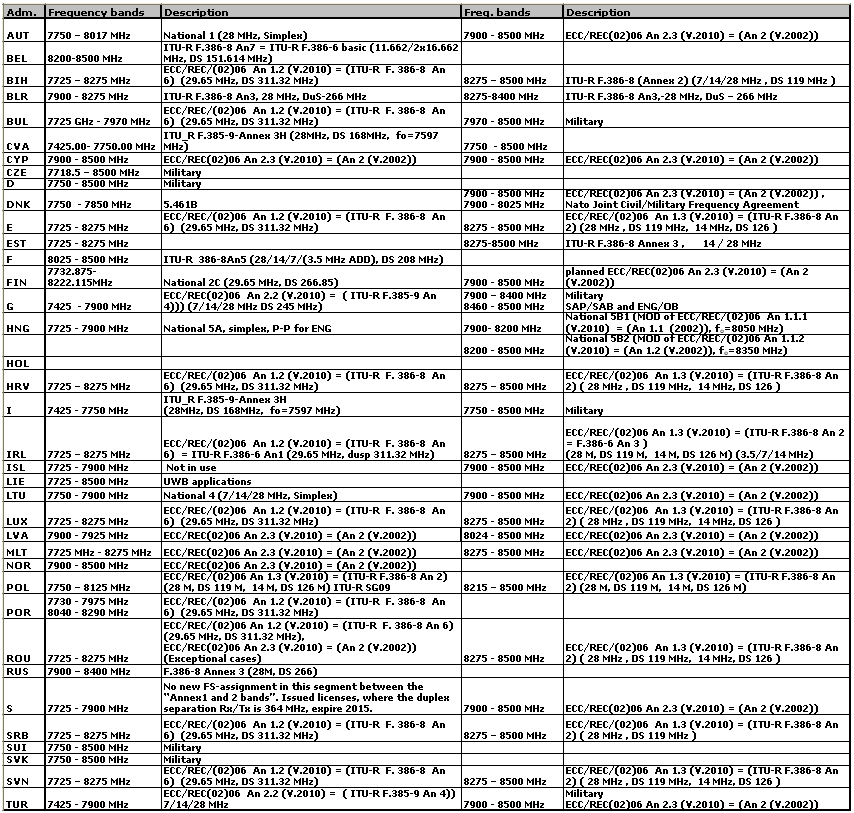 Adm. Frequency bands Description Freq. bands Description
AUT 7750 – 8017 MHz National 1 (28 MHz, Simplex) 7900 - 8500 MHz ECC/REC(02)06 An 2.3 (V.2010) = (An 2 (V.2002))
BEL 8200-8500 MHz ITU-R F.386-8 An7 = ITU-R F.386-6 basic (11.662/2x16.662
MHz, DS 151.614 MHz)
BIH 7725 – 8275 MHz ECC/REC/(02)06 An 1.2 (V.2010) = (ITU-R F. 386-8 An
6) (29.65 MHz, DS 311.32 MHz) 8275 – 8500 MHz ITU-R F.386-8 (Annex 2) (7/14/28 MHz , DS 119 MHz )
BLR 7900 - 8275 MHz ITU-R F.386-8 An3, 28 MHz, DuS-266 MHz 8275-8400 MHz ITU-R F.386-8 An3,-28 MHz, DuS – 266 MHz
BUL 7725 GHz - 7970 MHz ECC/REC/(02)06 An 1.2 (V.2010) = (ITU-R F. 386-8 An
6) (29.65 MHz, DS 311.32 MHz) 7970 - 8500 MHz Military
CVA 7425.00- 7750.00 MHz ITU_R F.385-9-Annex 3H (28MHz, DS 168MHz, fo=7597
MHz) 7750 - 8500 MHz
CYP 7900 - 8500 MHz ECC/REC(02)06 An 2.3 (V.2010) = (An 2 (V.2002)) 7900 - 8500 MHz ECC/REC(02)06 An 2.3 (V.2010) = (An 2 (V.2002))
CZE 7718.5 – 8500 MHz Military
D 7750 - 8500 MHz Military
DNK 7750 - 7850 MHz 5.461B 7900 - 8500 MHz ECC/REC(02)06 An 2.3 (V.2010) = (An 2 (V.2002)) ,
7900 - 8025 MHz Nato Joint Civil/Military Frequency Agreement
E 7725 - 8275 MHz ECC/REC/(02)06 An 1.2 (V.2010) = (ITU-R F. 386-8 An
6) (29.65 MHz, DS 311.32 MHz) 8275 - 8500 MHz ECC/REC/(02)06 An 1.3 (V.2010) = (ITU-R F.386-8 An
2) (28 MHz , DS 119 MHz, 14 MHz, DS 126 )
EST 7725 - 8275 MHz 8275-8500 MHz ITU-R F.386-8 Annex 3 , 14 / 28 MHz
F 8025 - 8500 MHz ITU-R 386-8An5 (28/14/7/(3.5 MHz ADD), DS 208 MHz)
FIN 7732.875-
8222.115MHz National 2C (29.65 MHz, DS 266.85) 7900 - 8500 MHz planned ECC/REC(02)06 An 2.3 (V.2010) = (An 2
(V.2002))
G 7425 - 7900 MHz ECC/REC/(02)06 An 2.2 (V.2010) = ( ITU-R F.385-9 An
4))) (7/14/28 MHz DS 245 MHz) 7900 – 8400 MHz Military
8460 - 8500 MHz SAP/SAB and ENG/OB
HNG 7725 - 7900 MHz National 5A, simplex, P-P for ENG 7900- 8200 MHz National 5B1 (MOD of ECC/REC/(02)06 An 1.1.1
(V.2010) = (An 1.1 (2002)), f0=8050 MHz)
8200 - 8500 MHz National 5B2 (MOD of ECC/REC/(02)06 An 1.1.2
(V.2010) = (An 1.2 (V.2002)), f0=8350 MHz)
HOL
HRV 7725 – 8275 MHz ECC/REC/(02)06 An 1.2 (V.2010) = (ITU-R F. 386-8 An
6) (29.65 MHz, DS 311.32 MHz) 8275 – 8500 MHz ECC/REC/(02)06 An 1.3 (V.2010) = (ITU-R F.386-8 An
2) ( 28 MHz , DS 119 MHz, 14 MHz, DS 126 )
I 7425 - 7750 MHz ITU_R F.385-9-Annex 3H
(28MHz, DS 168MHz, fo=7597 MHz) 7750 - 8500 MHz Military
IRL 7725 – 8275 MHz ECC/REC/(02)06 An 1.2 (V.2010) = (ITU-R F. 386-8 An
6) = ITU-R F.386-6 An1 (29.65 MHz, dusp 311.32 MHz) 8275 – 8500 MHz ECC/REC/(02)06 An 1.3 (V.2010) = (ITU-R F.386-8 An 2
= F.386-6 An 3 )
(28 M, DS 119 M, 14 M, DS 126 M) (3.5/7/14 MHz)
ISL 7725 - 7900 MHz Not in use 7900 - 8500 MHz ECC/REC(02)06 An 2.3 (V.2010) = (An 2 (V.2002))
LIE 7725 - 8500 MHz UWB applications
LTU 7750 - 7900 MHz National 4 (7/14/28 MHz, Simplex) 7900 - 8500 MHz ECC/REC(02)06 An 2.3 (V.2010) = (An 2 (V.2002))
LUX 7725 - 8275 MHz ECC/REC/(02)06 An 1.2 (V.2010) = (ITU-R F. 386-8 An
6) (29.65 MHz, DS 311.32 MHz) 8275 - 8500 MHz ECC/REC/(02)06 An 1.3 (V.2010) = (ITU-R F.386-8 An
2) ( 28 MHz , DS 119 MHz, 14 MHz, DS 126 )
LVA 7900 - 7925 MHz ECC/REC(02)06 An 2.3 (V.2010) = (An 2 (V.2002)) 8024 - 8500 MHz ECC/REC(02)06 An 2.3 (V.2010) = (An 2 (V.2002))
MLT 7725 MHz - 8275 MHz ECC/REC(02)06 An 2.3 (V.2010) = (An 2 (V.2002)) 8275 - 8500 MHz ECC/REC(02)06 An 2.3 (V.2010) = (An 2 (V.2002))
NOR 7900 - 8500 MHz ECC/REC(02)06 An 2.3 (V.2010) = (An 2 (V.2002))
POL 7750 – 8125 MHz ECC/REC/(02)06 An 1.3 (V.2010) = (ITU-R F.386-8 An 2)
(28 M, DS 119 M, 14 M, DS 126 M) ITU-R SG09 8215 – 8500 MHz ECC/REC/(02)06 An 1.3 (V.2010) = (ITU-R F.386-8 An
2) (28 M, DS 119 M, 14 M, DS 126 M)
POR 7730 - 7975 MHz
8040 - 8290 MHz ECC/REC/(02)06 An 1.2 (V.2010) = (ITU-R F. 386-8 An
6) (29.65 MHz, DS 311.32 MHz)
ROU 7725 - 8275 MHz ECC/REC/(02)06 An 1.2 (V.2010) = (ITU-R F. 386-8 An 6)
(29.65 MHz, DS 311.32 MHz),
ECC/REC/(02)06 An 2.3 (V.2010) = (An 2 (V.2002))
(Exceptional cases) 8275 - 8500 MHz ECC/REC/(02)06 An 1.3 (V.2010) = (ITU-R F.386-8 An
2) ( 28 MHz , DS 119 MHz, 14 MHz, DS 126 )
RUS 7900 – 8400 MHz F.386-8 Annex 3 (28M, DS 266)
S 7725 - 7900 MHz No new FS-assignment in this segment between the
"Annex1 and 2 bands". Issued licenses, where the duplex
separation Rx/Tx is 364 MHz, expire 2015. 7900 - 8500 MHz ECC/REC(02)06 An 2.3 (V.2010) = (An 2 (V.2002))
SRB 7725 – 8275 MHz ECC/REC/(02)06 An 1.2 (V.2010) = (ITU-R F. 386-8 An
6) (29.65 MHz, DS 311.32 MHz) 8275 – 8500 MHz ECC/REC/(02)06 An 1.3 (V.2010) = (ITU-R F.386-8 An
2) ( 28 MHz , DS 119 MHz )
SUI 7750 - 8500 MHz Military
SVK 7750 – 8500 MHz Military
SVN 7725 – 8275 MHz ECC/REC/(02)06 An 1.2 (V.2010) = (ITU-R F. 386-8 An
6) (29.65 MHz, DS 311.32 MHz) 8275 – 8500 MHz ECC/REC/(02)06 An 1.3 (V.2010) = (ITU-R F.386-8 An
2) ( 28 MHz , DS 119 MHz, 14 MHz, DS 126 )
TUR 7425 - 7900 MHz ECC/REC/(02)06 An 2.2 (V.2010) = ( ITU-R F.385-9 An 4))
7/14/28 MHz 7900 - 8500 MHz Military
ECC/REC(02)06 An 2.3 (V.2010) = (An 2 (V.2002))